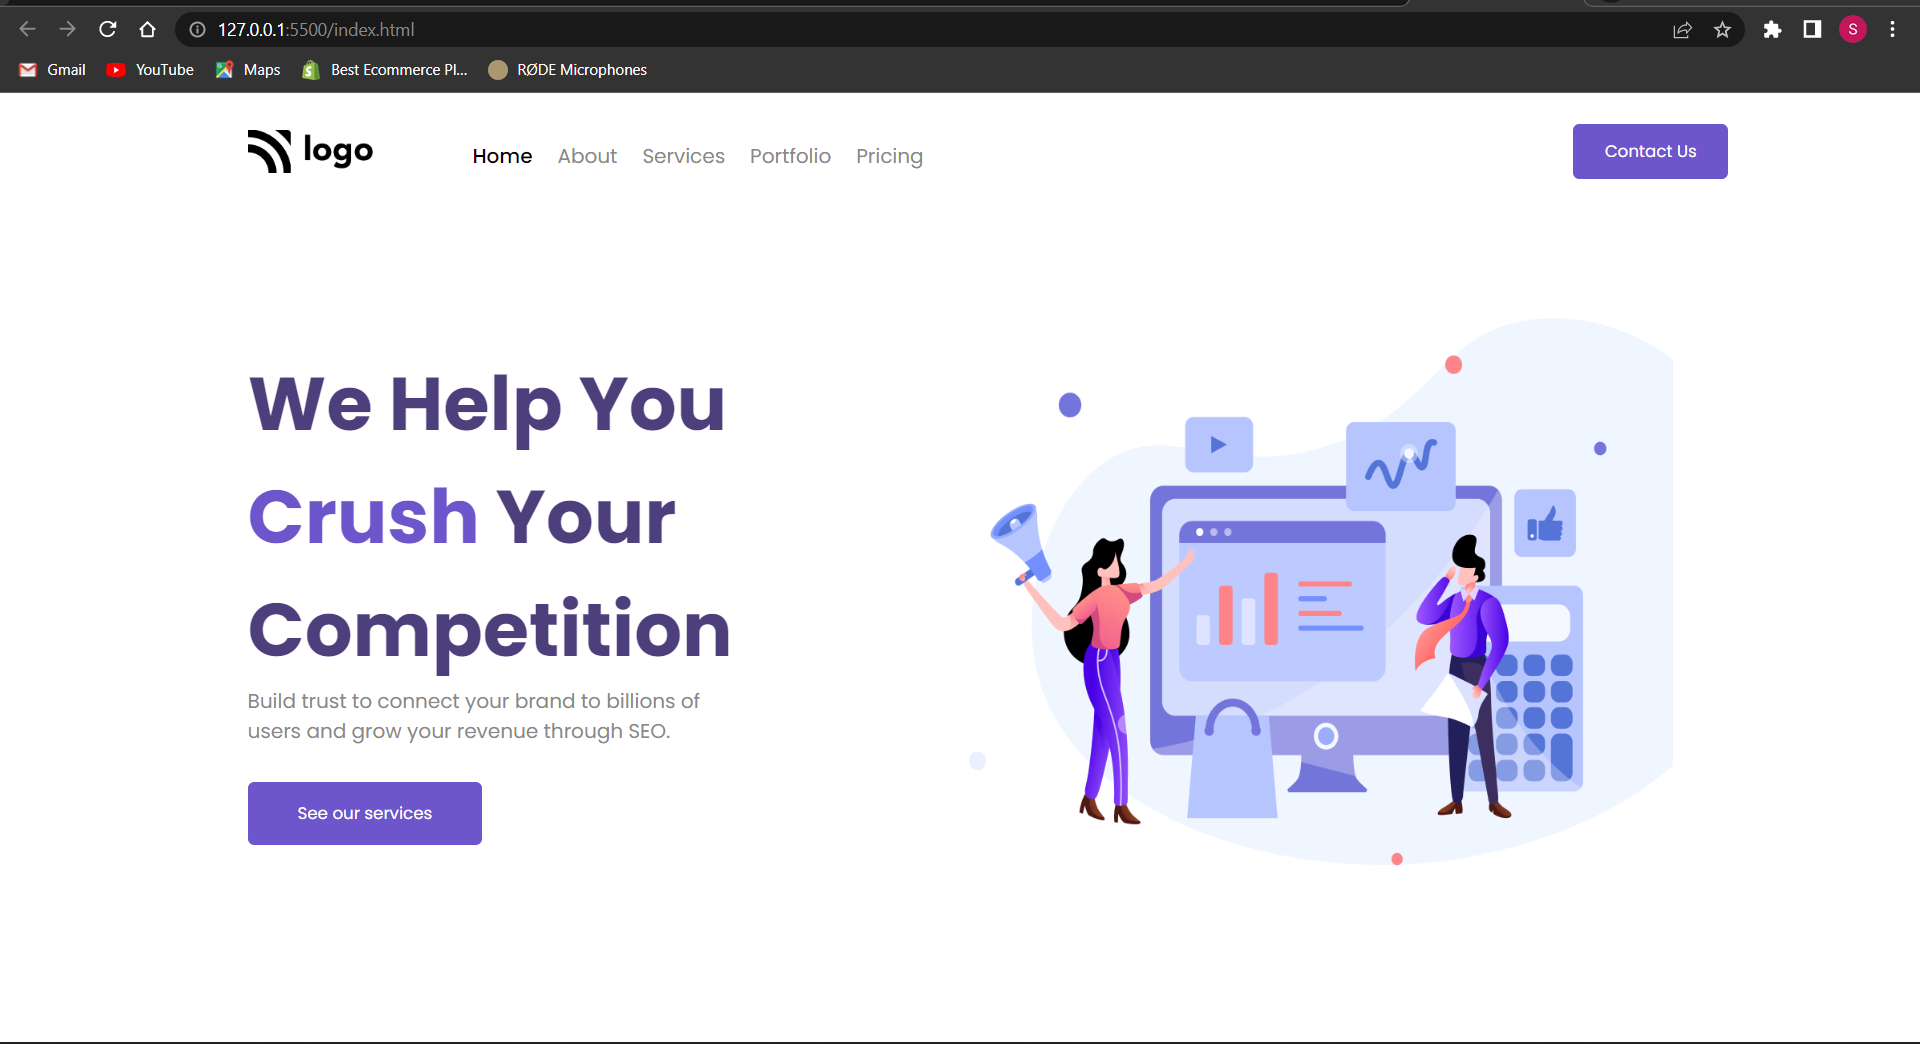 127.0.0.1:5500/index.html
S
Gmail YouTube Maps Best Ecommerce Pl... RØDE Microphones
logo Home About Services Portfolio Pricing Contact Us
We Help You
Crush Your
Competition
Build trust to connect your brand to billions of
users and grow your revenue through SEO.
See our services